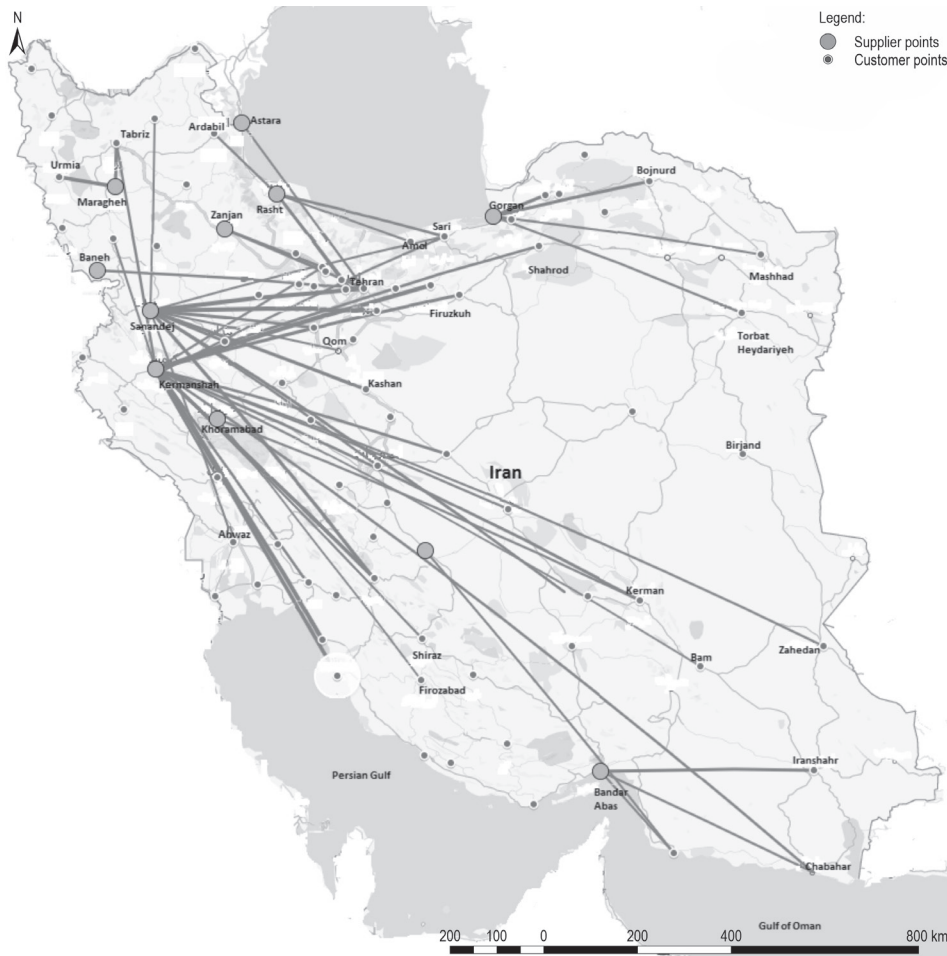 N
Legend:
Supplier points
Customer points
Tabriz
Ardabil
Astara
Urmia
Maragheh
Rasht
Bojnurd
Zanjan
Gorgan
Sari
Amol
Baneh
Tehran
Shahrod
Mashhad
Sanandej
Firuzkuh
Qom
Torbat
Heydariyeh
Kermanshah
Kashan
Khoramabad
Birjand
Iran
Ahwaz
Kerman
Shiraz
Zahedan
Bam
Firozabad
Persian Gulf
Iranshahr
Bandar
Abas
Chabahar
Gulf of Oman
200 100 0 200 400 800 km